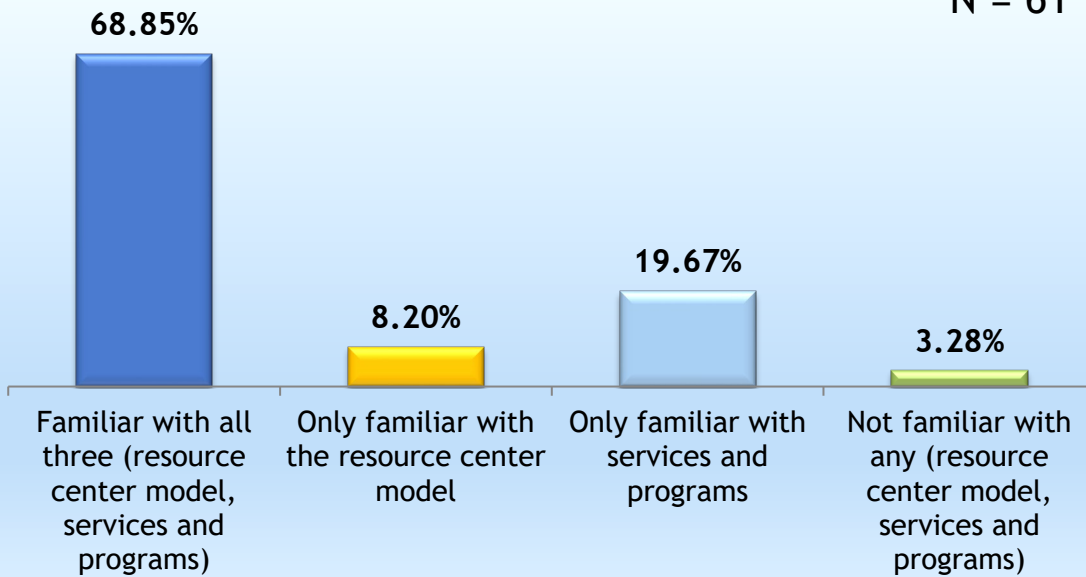 N = 61
68.85%
8.20%
19.67%
3.28%
Familiar with all
three (resource
center model,
services and
programs)
Only familiar with
the resource center
model
Only familiar with
services and
programs
Not familiar with
any (resource
center model,
services and
programs)